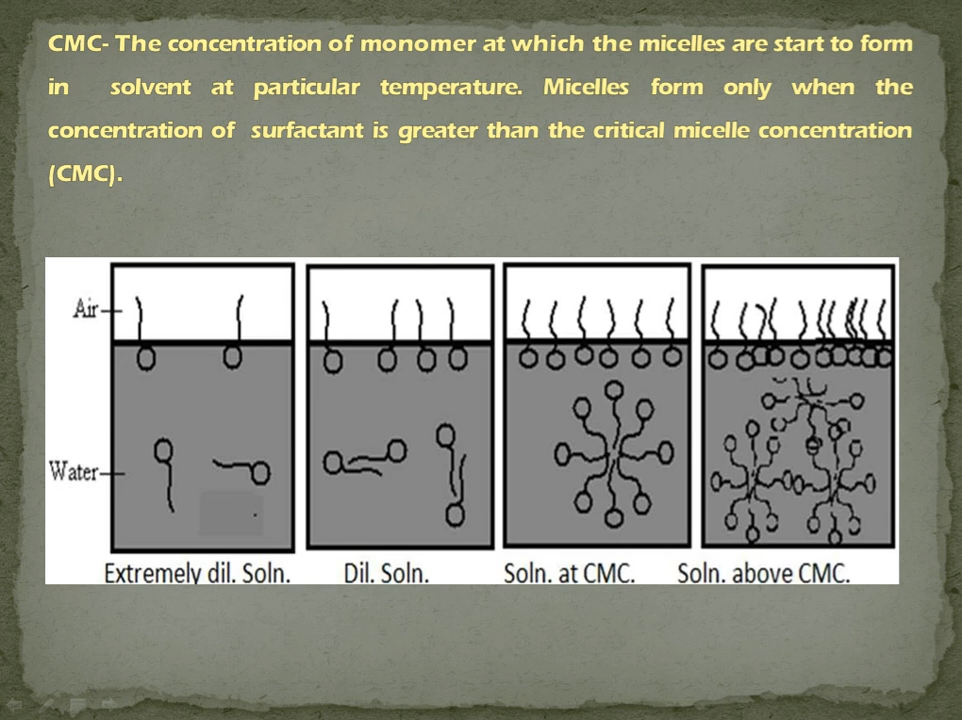 CMC- The concentration of monomer at which the micelles are start to form
in solvent at particular temperature. Micelles form only when the
concentration of surfactant is greater than the critical micelle concentration
(CMC).
Air
Water
Extremely dil. Soln. Dil. Soln. Soln. at CMC. Soln. above CMC.